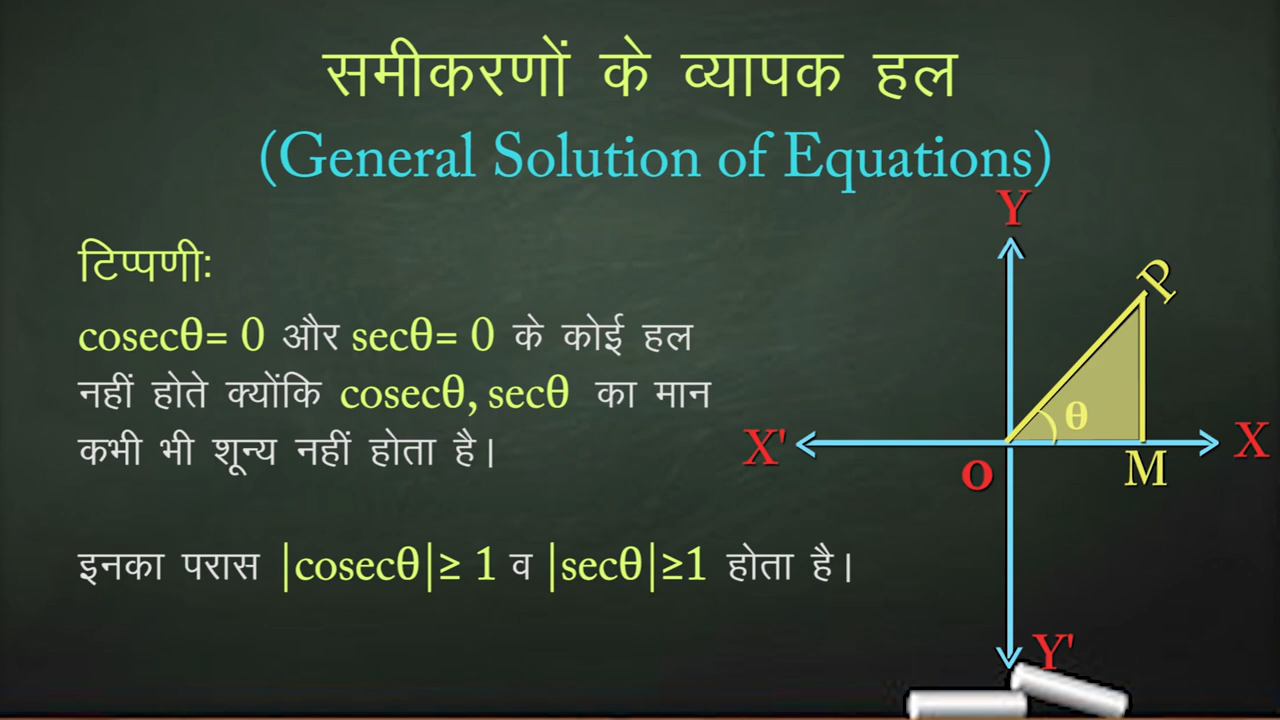 समीकरणों के व्यापक हल
(General Solution of Equations)
टिप्पणीः
cosecθ= 0 और secθ= 0 के कोई हल
नहीं होते क्योंकि cosecθ, secθ का मान
कभी भी शून्य नहीं होता है।
इनका परास |cosecθ|≥ 1 व |secθ|≥1 होता है।
Y
P
θ
X'
X
O
M
Y'